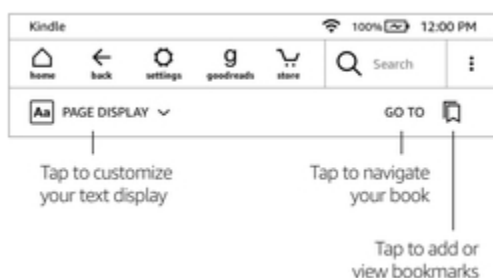 Kindle 100% 12:00 PM
home back settings g goodreads store Search
Aa PAGE DISPLAY GO TO
Tap to customize
your text display
Tap to navigate
your book
Tap to add or
view bookmarks